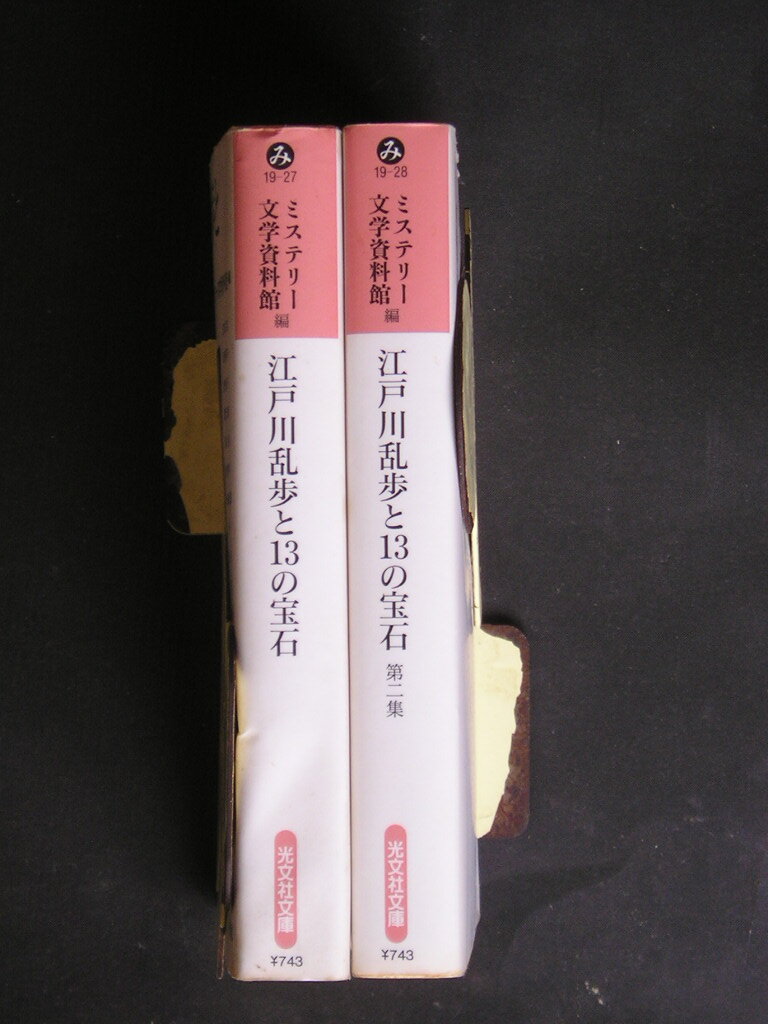 み
19-27
ミステリー
文学資料館 編
江戸川乱歩と13の宝石
光文社文庫
¥743
み
19-28
ミステリー
文学資料館 編
江戸川乱歩と13の宝石 第二集
光文社文庫
¥743